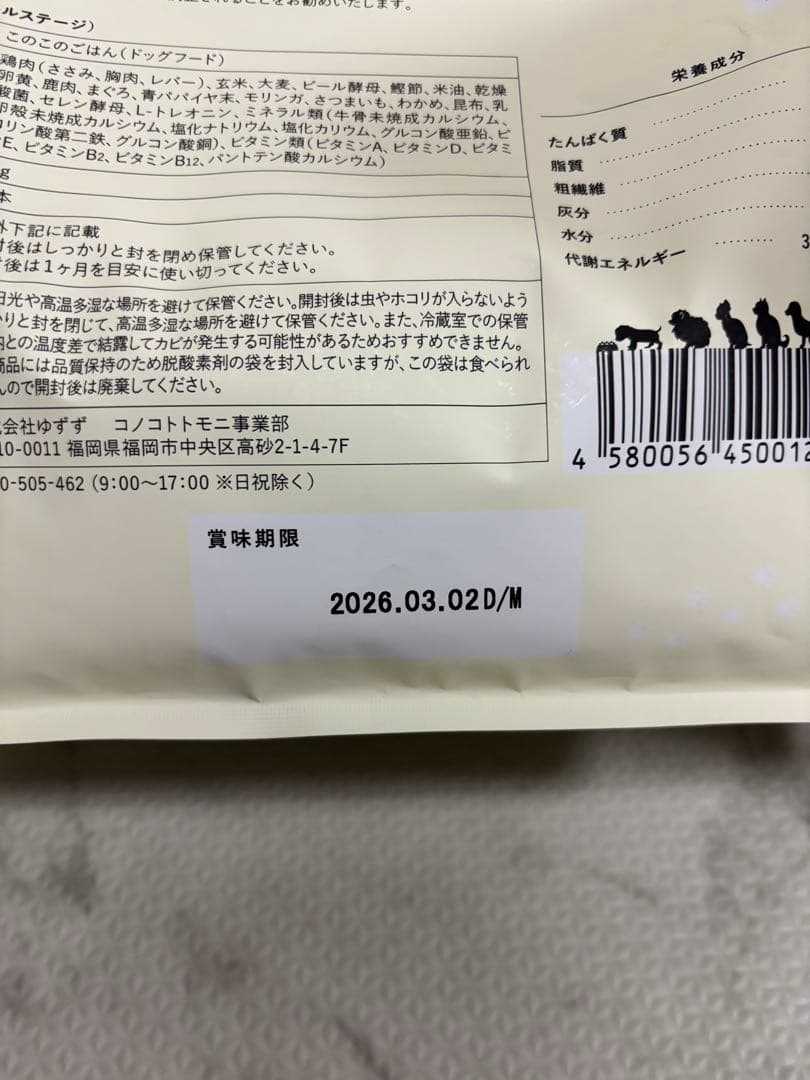 ルステージ)
このこのごはん(ドッグフード)
鶏肉(ささみ、胸肉、レバー)、玄米、大麦、ビール酵母、鰹節、米油、乾燥
卵黄、鹿肉、まぐろ、青パパイヤ末、モリンガ、さつまいも、わかめ、昆布、乳
酸菌、セレン酵母、L-トレオニン、ミネラル類(牛骨未焼成カルシウム、
卵殻未焼成カルシウム、塩化ナトリウム、塩化カリウム、グルコン酸亜鉛、ピ
ロリン酸第二鉄、グルコン酸銅)、ビタミン類(ビタミンA、ビタミンD、ビタミ
E、ビタミンB2、ビタミンB12、パントテン酸カルシウム)
g
本
外下記に記載
封後はしっかりと封を閉め保管してください。
封後は1ヶ月を目安に使い切ってください。
日光や高温多湿な場所を避けて保管ください。開封後は虫やホコリが入らないよう
かりと封を閉じて、高温多湿な場所を避けて保管ください。また、冷蔵室での保管
内との温度差で結露してカビが発生する可能性があるためおすすめできません。
商品には品質保持のため脱酸素剤の袋を封入していますが、この袋は食べられ
んので開封後は廃棄してください。
会社ゆずず コノコトトモニ事業部
10-0011 福岡県福岡市中央区高砂2-1-4-7F
0-505-462 (9:00〜17:00 ※日祝除く)
栄養成分
たんぱく質
脂質
粗繊維
灰分
水分
代謝エネルギー ········· 3
4 580056 450012
賞味期限
2026.03.02D/M